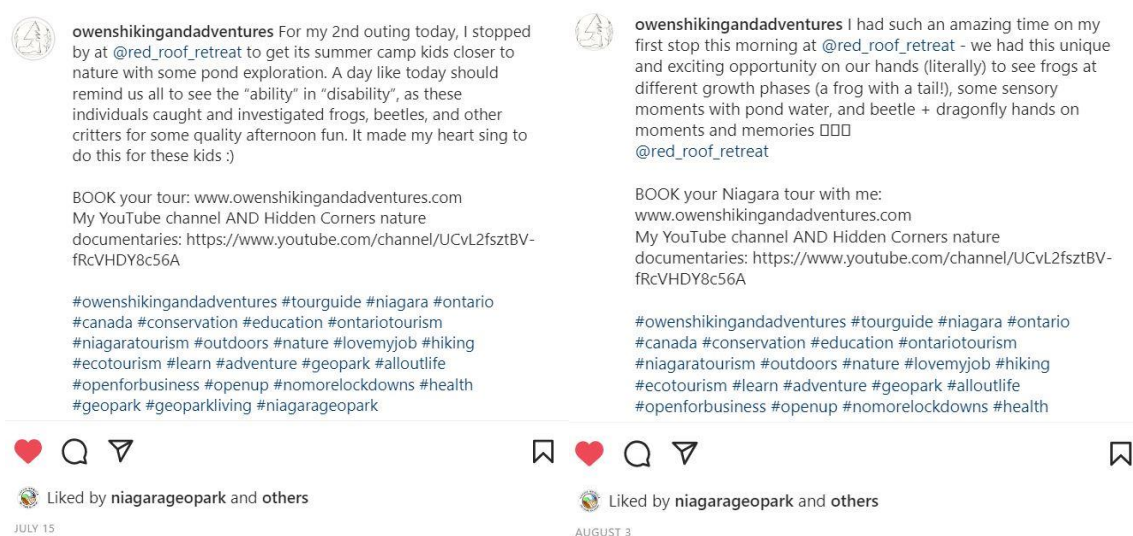 owenshikingandadventures For my 2nd outing today, I stopped
by at @red_roof_retreat to get its summer camp kids closer to
nature with some pond exploration. A day like today should
remind us all to see the “ability” in “disability”, as these
individuals caught and investigated frogs, beetles, and other
critters for some quality afternoon fun. It made my heart sing to
do this for these kids :)
BOOK your tour: www.owenshikingandadventures.com
My YouTube channel AND Hidden Corners nature
documentaries: https://www.youtube.com/channel/UCvL2fsztBV-
fRcVHDY8c56A
#owenshikingandadventures #tourguide #niagara #ontario
#canada #conservation #education #ontariotourism
#niagaratourism #outdoors #nature #lovemyjob #hiking
#ecotourism #learn #adventure #geopark #alloutlife
#openforbusiness #openup #nomorelockdowns #health
#geopark #geoparkliving #niagarageopark
Liked by niagarageopark and others
JULY 15
owenshikingandadventures I had such an amazing time on my
first stop this morning at @red_roof_retreat - we had this unique
and exciting opportunity on our hands (literally) to see frogs at
different growth phases (a frog with a tail!), some sensory
moments with pond water, and beetle + dragonfly hands on
moments and memories
@red_roof_retreat
BOOK your Niagara tour with me:
www.owenshikingandadventures.com
My YouTube channel AND Hidden Corners nature
documentaries: https://www.youtube.com/channel/UCvL2fsztBV-
fRcVHDY8c56A
#owenshikingandadventures #tourguide #niagara #ontario
#canada #conservation #education #ontariotourism
#niagaratourism #outdoors #nature #lovemyjob #hiking
#ecotourism #learn #adventure #geopark #alloutlife
#openforbusiness #openup #nomorelockdowns #health
Liked by niagarageopark and others
AUGUST 3